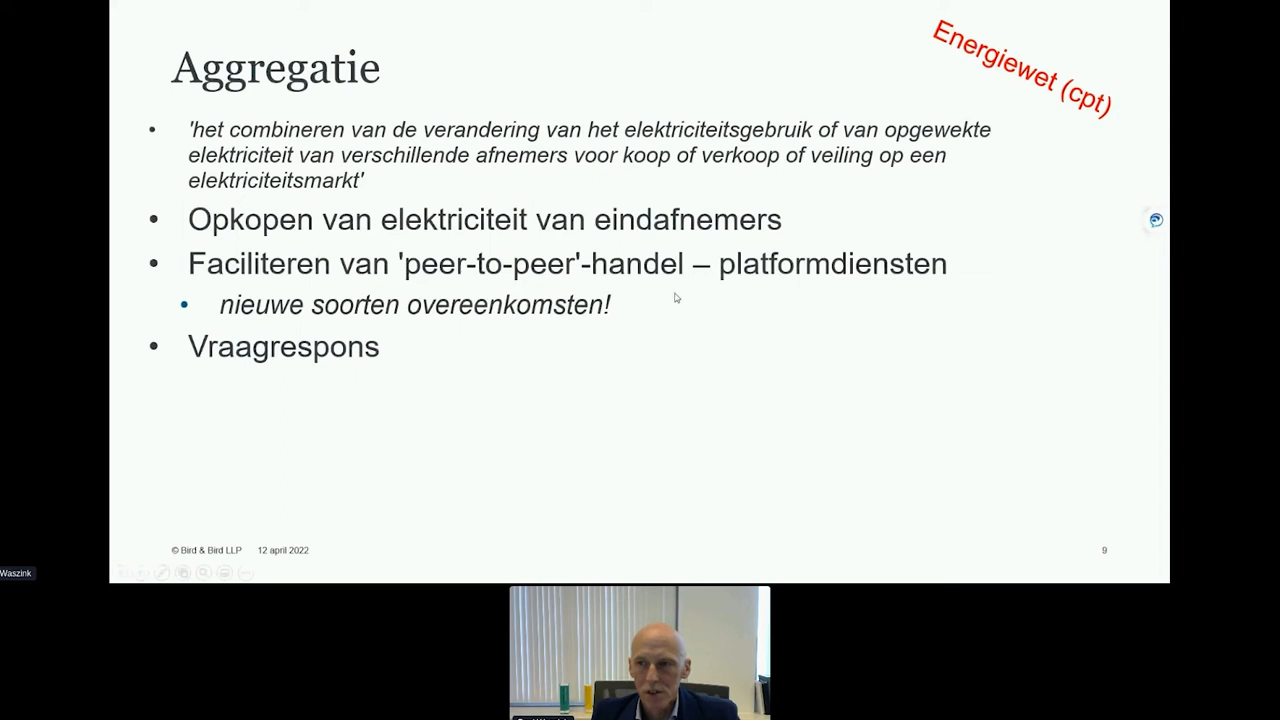 Aggregatie
Energiewet (cpt)
• 'het combineren van de verandering van het elektriciteitsgebruik of van opgewekte
elektriciteit van verschillende afnemers voor koop of verkoop of veiling op een
elektriciteitsmarkt'
• Opkopen van elektriciteit van eindafnemers
• Faciliteren van 'peer-to-peer'-handel – platformdiensten
• nieuwe soorten overeenkomsten!
• Vraagrespons
© Bird & Bird LLP 12 april 2022
9
Waszink